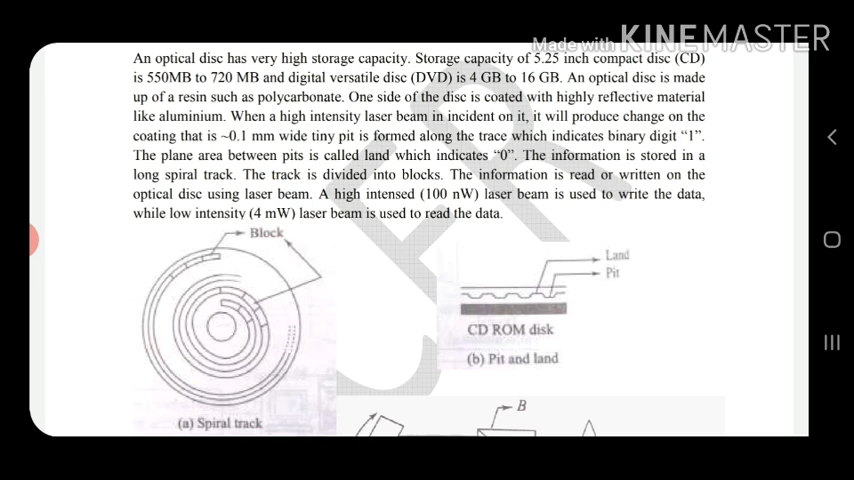 Made with KINEMASTER
An optical disc has very high storage capacity. Storage capacity of 5.25 inch compact disc (CD)
is 550MB to 720 MB and digital versatile disc (DVD) is 4 GB to 16 GB. An optical disc is made
up of a resin such as polycarbonate. One side of the disc is coated with highly reflective material
like aluminium. When a high intensity laser beam in incident on it, it will produce change on the
coating that is ~0.1 mm wide tiny pit is formed along the trace which indicates binary digit “1”.
The plane area between pits is called land which indicates “0”. The information is stored in a
long spiral track. The track is divided into blocks. The information is read or written on the
optical disc using laser beam. A high intensed (100 nW) laser beam is used to write the data,
while low intensity (4 mW) laser beam is used to read the data.
Block
Land
Pit
CD ROM disk
(b) Pit and land
(a) Spiral track
B